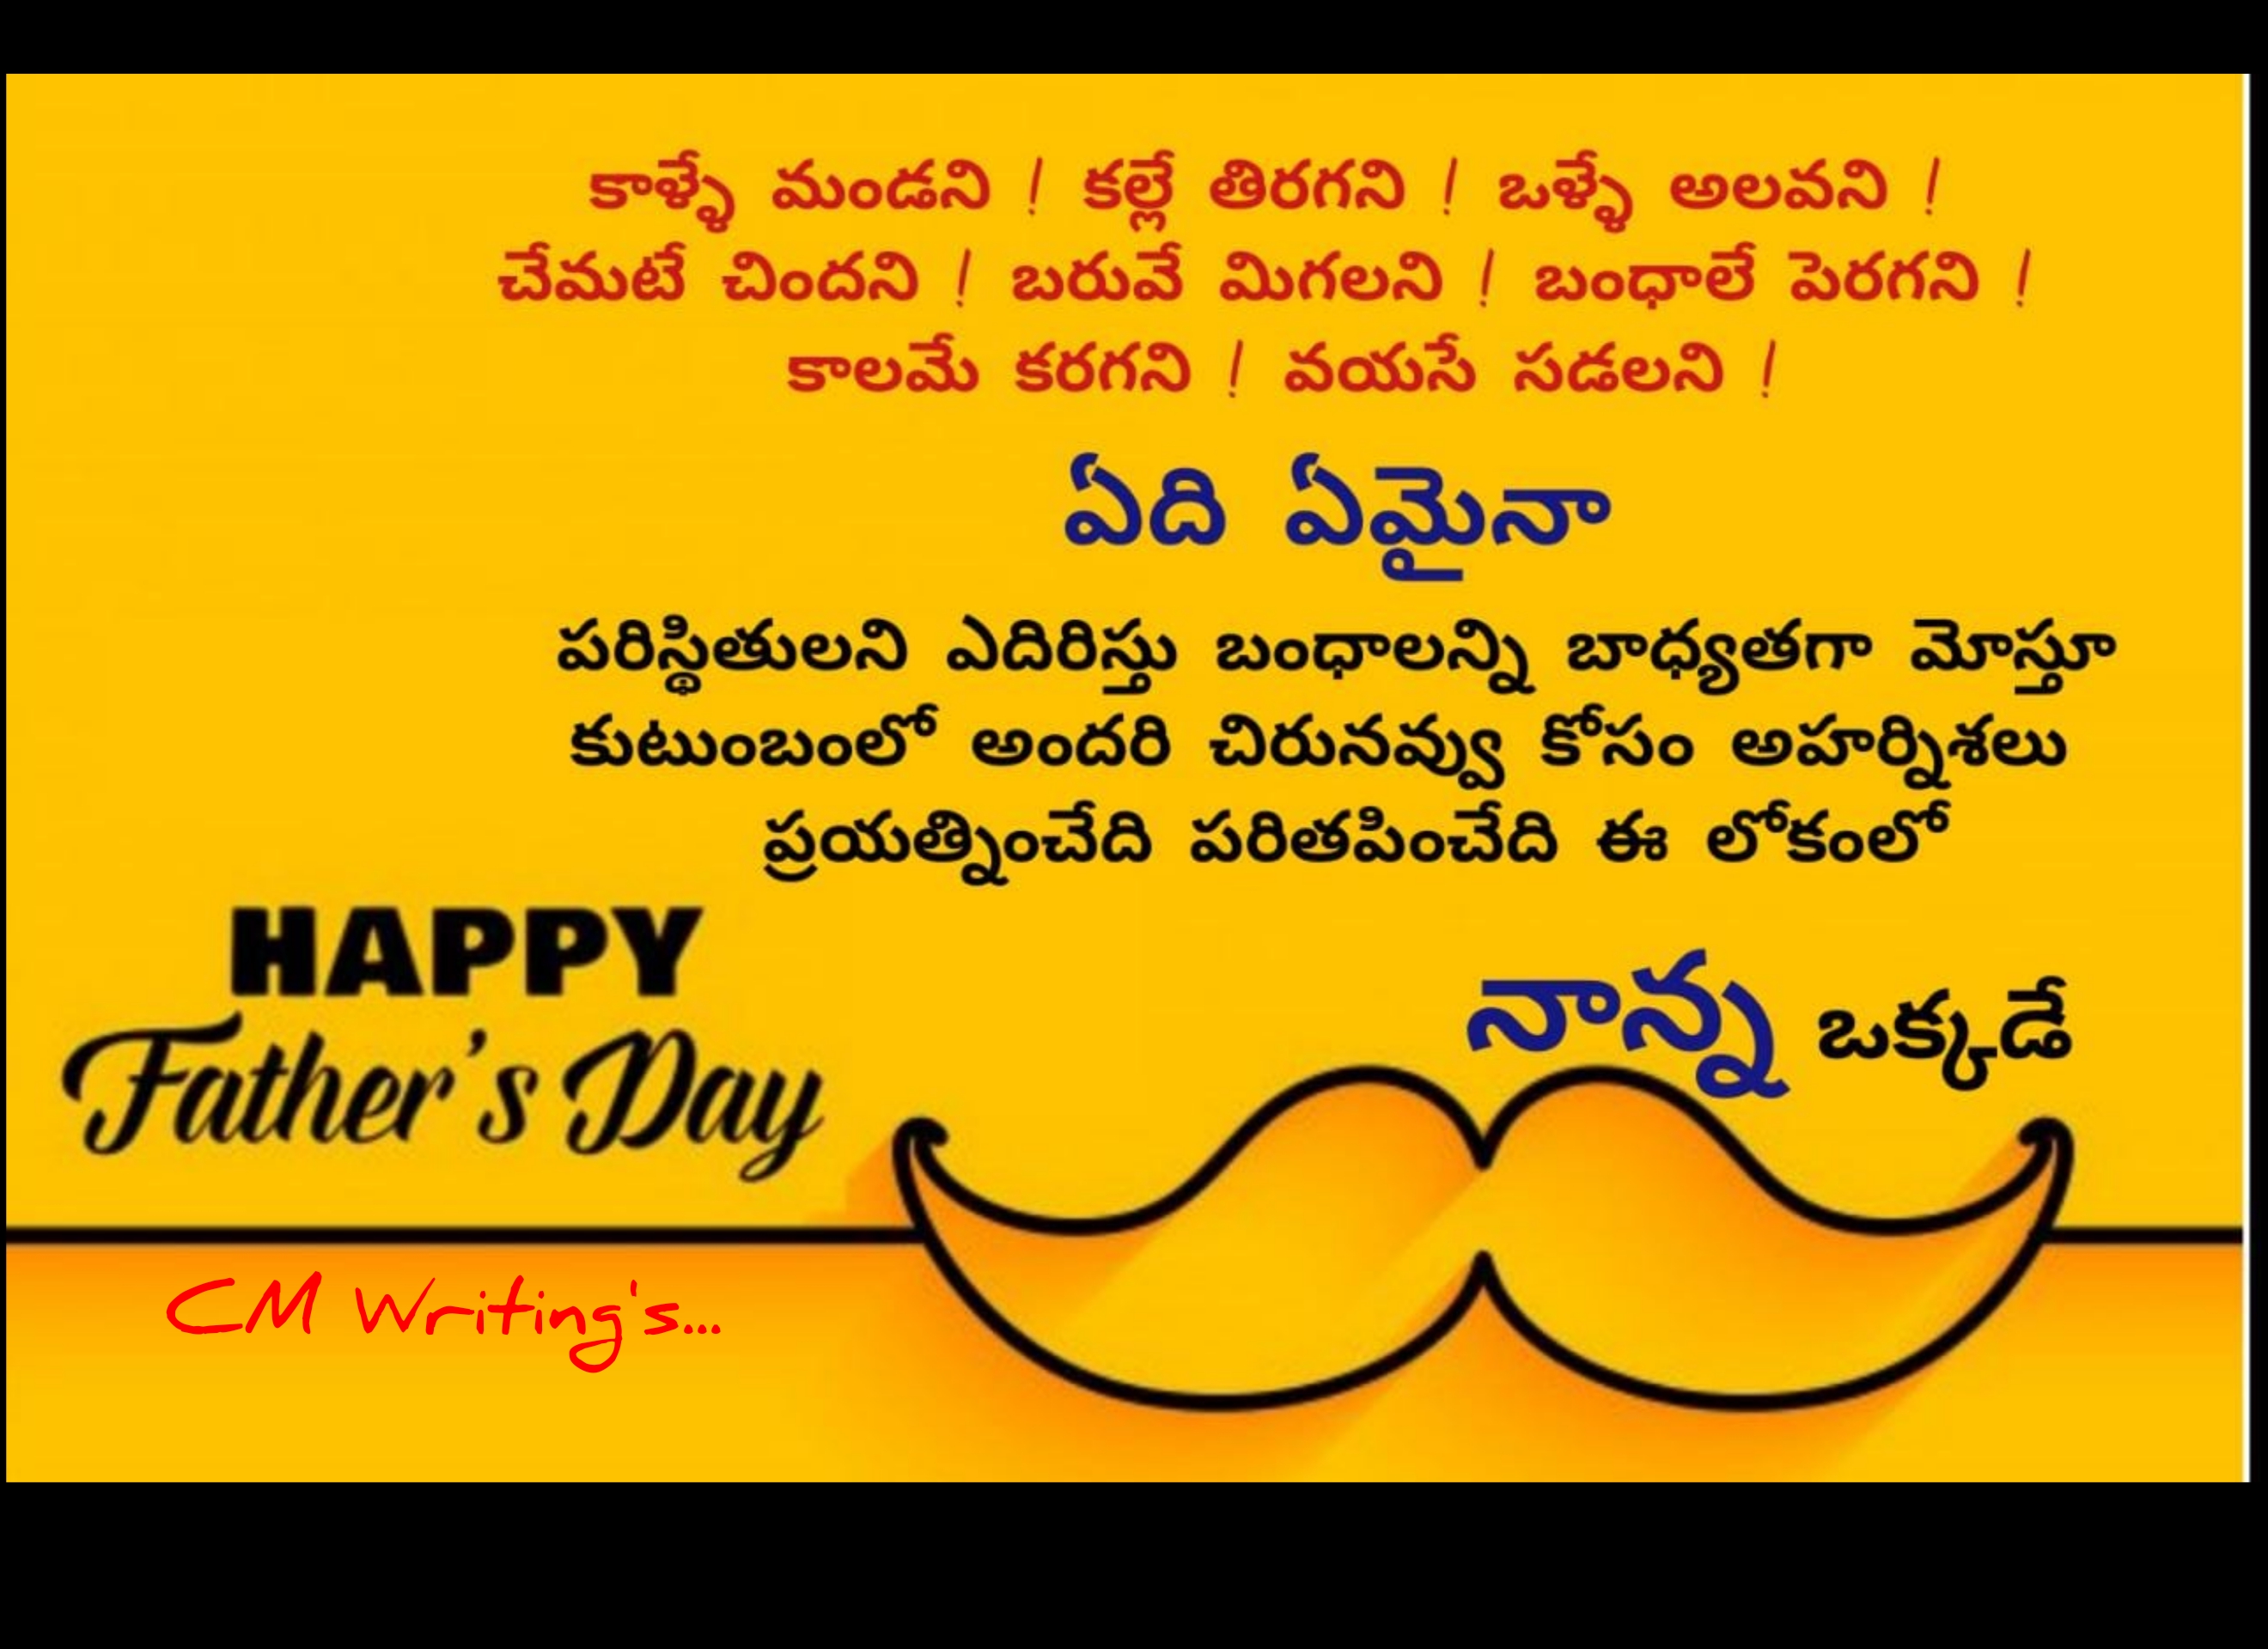 కాళ్ళే మండని ! కల్లే తిరగని ! ఒళ్ళే అలవని !
చేమటే చిందని ! బరువే మిగలని ! బంధాలే పెరగని !
కాలమే కరగని ! వయసే సడలని !
ఏది ఏమైనా
పరిస్థితులని ఎదిరిస్తు బంధాలన్ని బాధ్యతగా మోస్తూ
కుటుంబంలో అందరి చిరునవ్వు కోసం అహర్నిశలు
ప్రయత్నించేది పరితపించేది ఈ లోకంలో
నాన్న ఒక్కడే
HAPPY
Father's Day
CM Writing's...